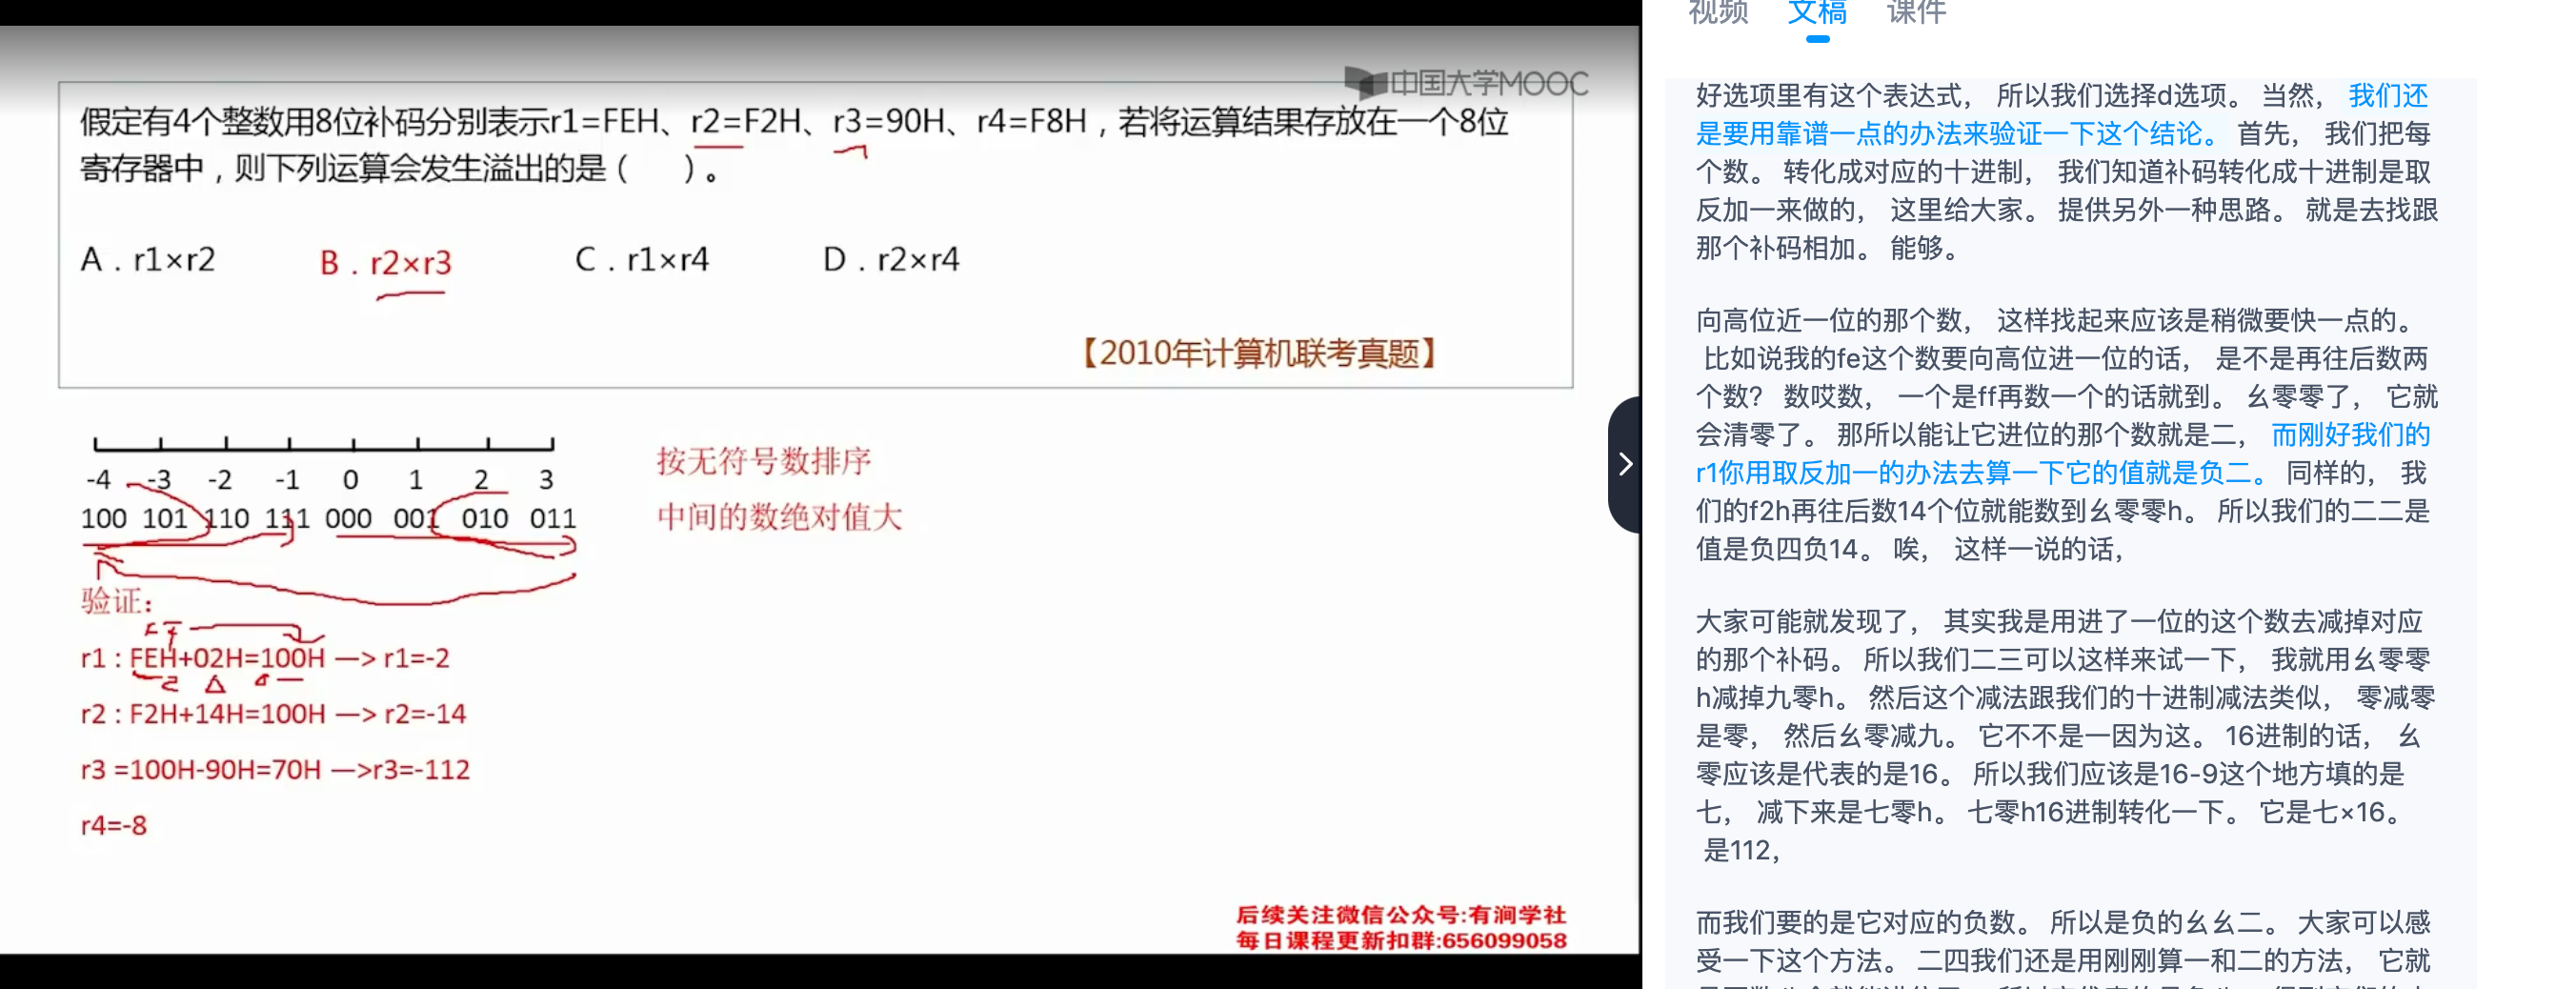 中国大学MOOC
假定有4个整数用8位补码分别表示r1=FEH、r2=F2H、r3=90H、r4=F8H，若将运算结果存放在一个8位
寄存器中，则下列运算会发生溢出的是（ ）。
A．r1×r2 B．r2×r3 C．r1×r4 D．r2×r4
【2010年计算机联考真题】
-4 -3 -2 -1 0 1 2 3
100 101 110 111 000 001 010 011
按无符号数排序
中间的数绝对值大
验证：
FF
r1：FEH+02H=100H —> r1=-2
r2：F2H+14H=100H —> r2=-14
r3 =100H-90H=70H —>r3=-112
r4=-8
后续关注微信公众号:有涧学社
每日课程更新扣群:656099058
视频 文稿 课件
好选项里有这个表达式， 所以我们选择d选项。 当然， 我们还
是要用靠谱一点的办法来验证一下这个结论。 首先， 我们把每
个数。 转化成对应的十进制， 我们知道补码转化成十进制是取
反加一来做的， 这里给大家。 提供另外一种思路。 就是去找跟
那个补码相加。 能够。
向高位近一位的那个数， 这样找起来应该是稍微要快一点的。
比如说我的fe这个数要向高位进一位的话， 是不是再往后数两
个数？ 数哎数， 一个是ff再数一个的话就到。 幺零零了， 它就
会清零了。 那所以能让它进位的那个数就是二， 而刚好我们的
r1你用取反加一的办法去算一下它的值就是负二。 同样的， 我
们的f2h再往后数14个位就能数到幺零零h。 所以我们的二二是
值是负四负14。 唉， 这样一说的话，
大家可能就发现了， 其实我是用进了一位的这个数去减掉对应
的那个补码。 所以我们二三可以这样来试一下， 我就用幺零零
h减掉九零h。 然后这个减法跟我们的十进制减法类似， 零减零
是零， 然后幺零减九。 它不不是一因为这。 16进制的话， 幺
零应该是代表的是16。 所以我们应该是16-9这个地方填的是
七， 减下来是七零h。 七零h16进制转化一下。 它是七×16。
是112，
而我们要的是它对应的负数。 所以是负的幺幺二。 大家可以感
受一下这个方法。 二四我们还是用刚刚算一和二的方法， 它就